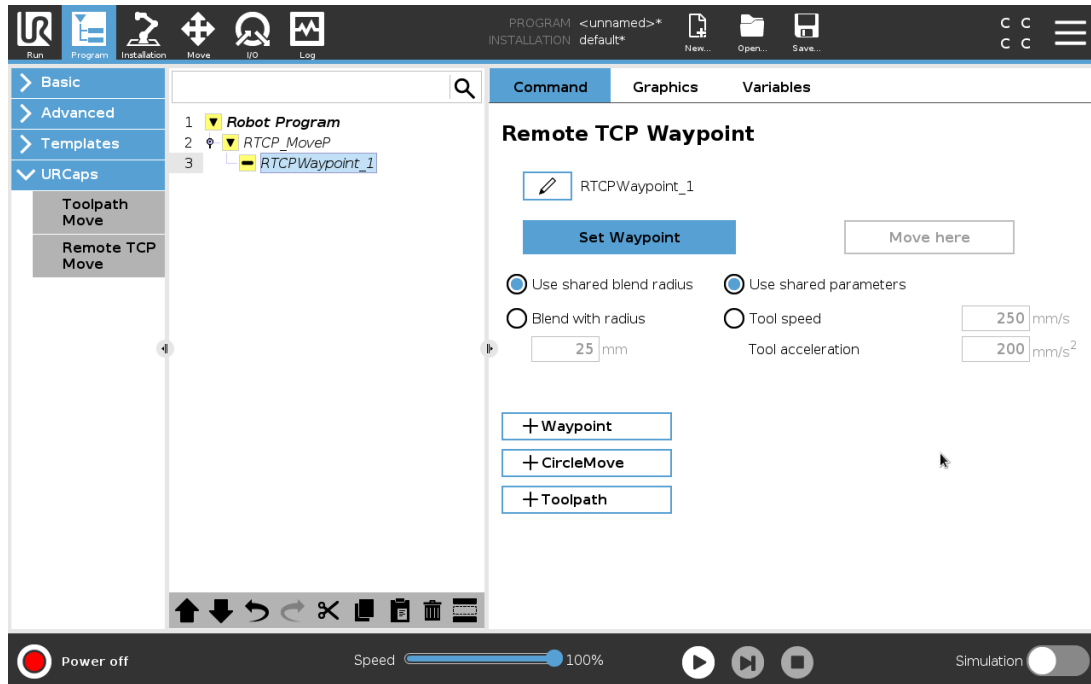 PROGRAM <unnamed>*
INSTALLATION default*
C C
C C
Run Program Installation Move I/O Log New... Open... Save...
Basic
Advanced
Templates
URCaps
Toolpath
Move
Remote TCP
Move
1 Robot Program
2 RTCP_MoveP
3 RTCPWaypoint_1
Command Graphics Variables
Remote TCP Waypoint
RTCPWaypoint_1
Set Waypoint Move here
Use shared blend radius Use shared parameters
Blend with radius Tool speed 250 mm/s
25 mm Tool acceleration 200 mm/s²
+Waypoint
+CircleMove
+Toolpath
Power off Speed 100% Simulation